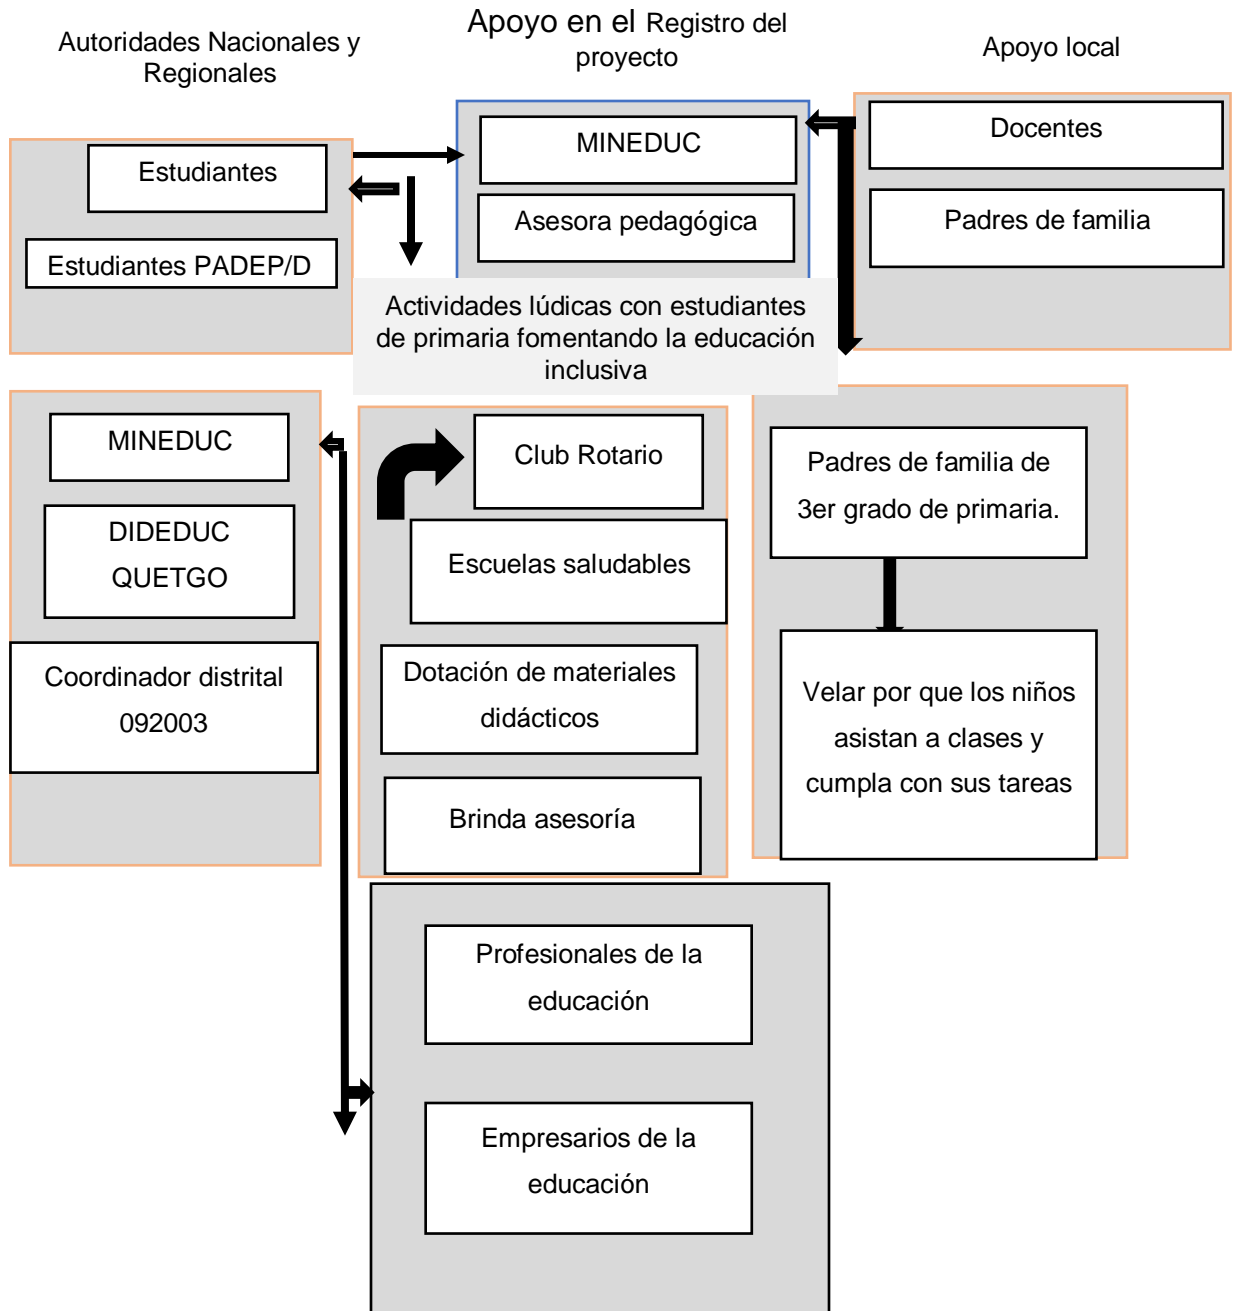 Autoridades Nacionales y
Regionales
Apoyo en el Registro del
proyecto
Apoyo local
Estudiantes
Estudiantes PADEP/D
MINEDUC
Asesora pedagógica
Docentes
Padres de familia
Actividades lúdicas con estudiantes
de primaria fomentando la educación
inclusiva
MINEDUC
DIDEDUC
QUETGO
Coordinador distrital
092003
Club Rotario
Escuelas saludables
Dotación de materiales
didácticos
Brinda asesoría
Padres de familia de
3er grado de primaria.
Velar por que los niños
asistan a clases y
cumpla con sus tareas
Profesionales de la
educación
Empresarios de la
educación